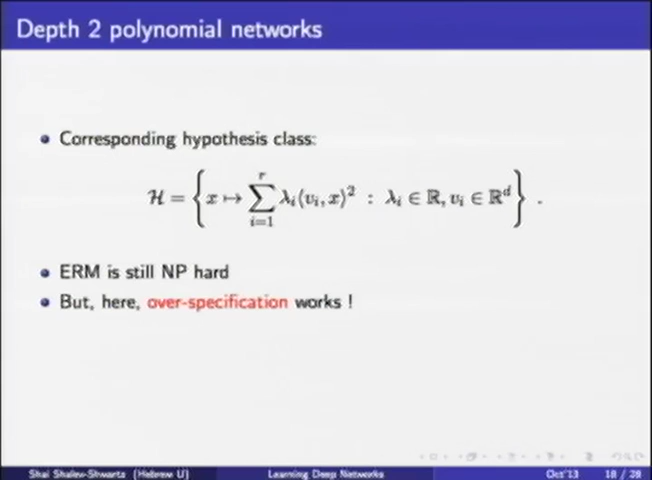 Depth 2 polynomial networks
Corresponding hypothesis class:
H = { x ↦ ∑_{i=1}^{r} λ_i⟨v_i, x⟩² : λ_i ∈ ℝ, v_i ∈ ℝ^d } .
ERM is still NP hard
But, here, over-specification works !
Shai Shalev-Shwartz (Hebrew U) Learning Deep Networks Oct'13 18 / 28